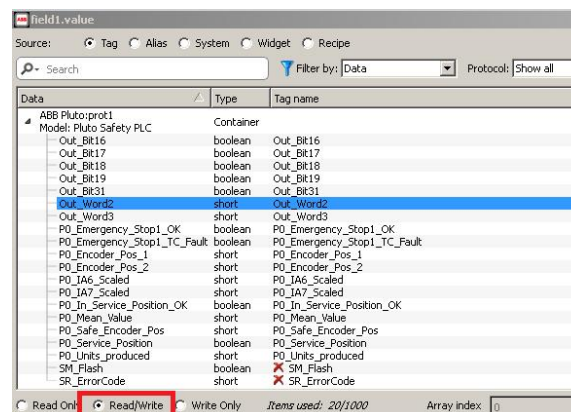 ABB field1.value
Source: Tag Alias System Widget Recipe
Search Filter by: Data Protocol: Show all
Data Type Tag name
ABB Pluto:prot1
Model: Pluto Safety PLC Container
Out_Bit16 boolean Out_Bit16
Out_Bit17 boolean Out_Bit17
Out_Bit18 boolean Out_Bit18
Out_Bit19 boolean Out_Bit19
Out_Bit31 boolean Out_Bit31
Out_Word2 short Out_Word2
Out_Word3 short Out_Word3
P0_Emergency_Stop1_OK boolean P0_Emergency_Stop1_OK
P0_Emergency_Stop1_TC_Fault boolean P0_Emergency_Stop1_TC_Fault
P0_Encoder_Pos_1 short P0_Encoder_Pos_1
P0_Encoder_Pos_2 short P0_Encoder_Pos_2
P0_IA6_Scaled short P0_IA6_Scaled
P0_IA7_Scaled short P0_IA7_Scaled
P0_In_Service_Position_OK boolean P0_In_Service_Position_OK
P0_Mean_Value short P0_Mean_Value
P0_Safe_Encoder_Pos short P0_Safe_Encoder_Pos
P0_Service_Position boolean P0_Service_Position
P0_Units_produced short P0_Units_produced
SM_Flash boolean SM_Flash
SR_ErrorCode short SR_ErrorCode
Read Only Read/Write Write Only Items used: 20/1000 Array index 0